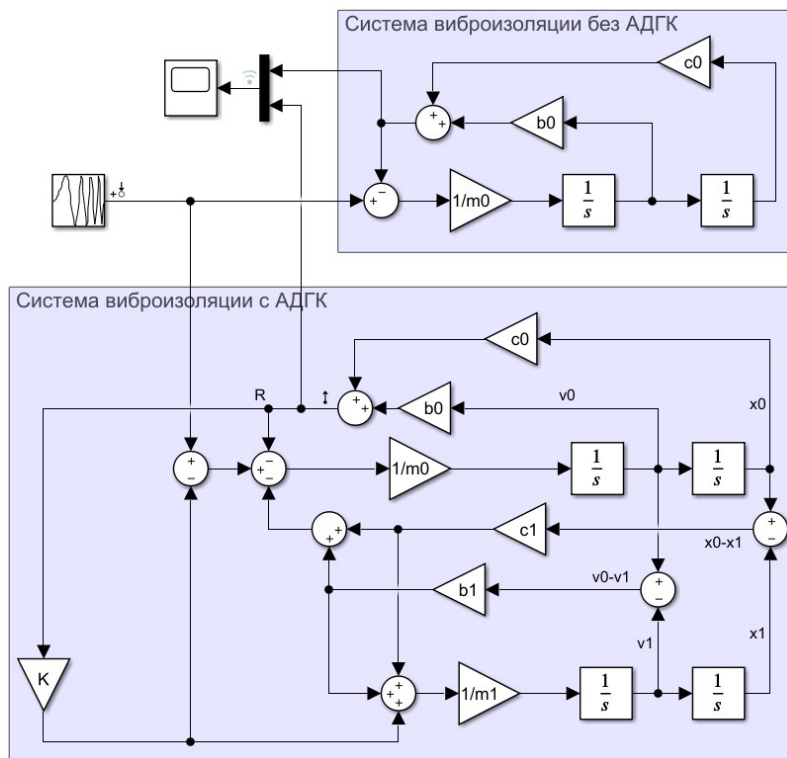 Система виброизоляции без АДГК
c0
+
+
b0
+
−
1/m0
1
s
1
s
Система виброизоляции с АДГК
c0
R
+
+
b0
v0
x0
+
−
−
+
−
1/m0
1
s
1
s
+
+
c1
x0-x1
+
−
b1
v0-v1
+
−
v1
x1
K
+
+
+
1/m1
1
s
1
s